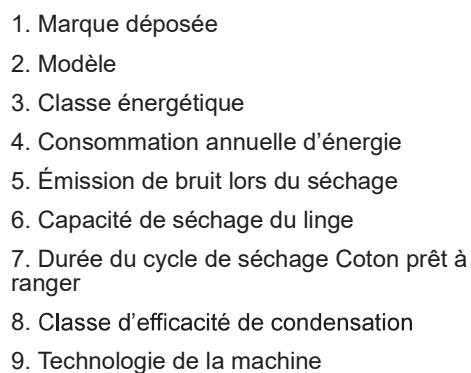 1. Marque déposée
2. Modèle
3. Classe énergétique
4. Consommation annuelle d’énergie
5. Émission de bruit lors du séchage
6. Capacité de séchage du linge
7. Durée du cycle de séchage Coton prêt à
ranger
8. Classe d’efficacité de condensation
9. Technologie de la machine